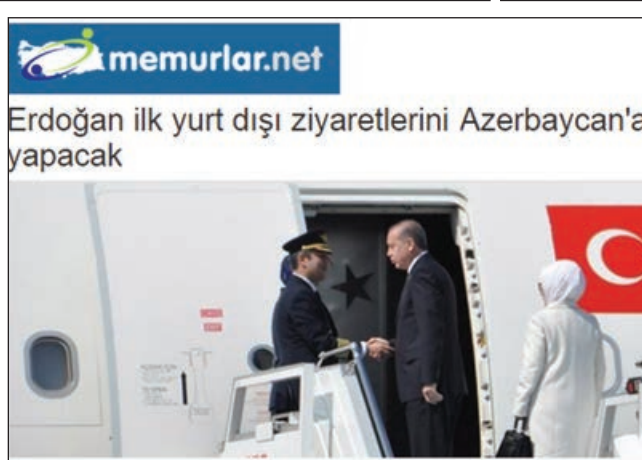 memurlar.net
Erdoğan ilk yurt dışı ziyaretlerini Azerbaycan'a
yapacak